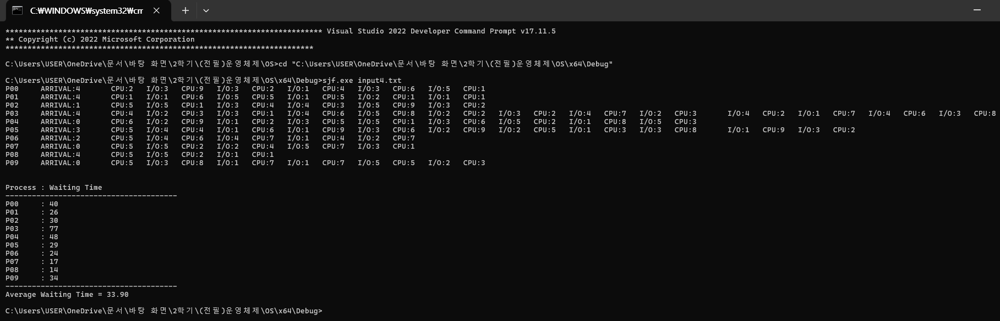 C:₩WINDOWS₩system32₩cm
********************************************************************** Visual Studio 2022 Developer Command Prompt v17.11.5
** Copyright (c) 2022 Microsoft Corporation
**********************************************************************
C:\Users\USER\OneDrive\문서\바탕 화면\2학기\(전필)운영체제\OS>cd "C:\Users\USER\OneDrive\문서\바탕 화면\2학기\(전필)운영체제\OS\x64\Debug"
C:\Users\USER\OneDrive\문서\바탕 화면\2학기\(전필)운영체제\OS\x64\Debug>sjf.exe input4.txt
P00 ARRIVAL:4 CPU:2 I/O:3 CPU:9 I/O:3 CPU:2 I/O:1 CPU:4 I/O:3 CPU:6 I/O:5 CPU:1
P01 ARRIVAL:4 CPU:1 I/O:1 CPU:6 I/O:5 CPU:5 I/O:1 CPU:5 I/O:2 CPU:1 I/O:1 CPU:1
P02 ARRIVAL:1 CPU:5 I/O:5 CPU:1 I/O:3 CPU:4 I/O:4 CPU:3 I/O:5 CPU:9 I/O:3 CPU:2
P03 ARRIVAL:4 CPU:4 I/O:2 CPU:3 I/O:3 CPU:1 I/O:4 CPU:6 I/O:5 CPU:8 I/O:2 CPU:2 I/O:3 CPU:2 I/O:4 CPU:7 I/O:2 CPU:3 I/O:4 CPU:2 I/O:1 CPU:7 I/O:4 CPU:6 I/O:3 CPU:8
P04 ARRIVAL:0 CPU:6 I/O:2 CPU:9 I/O:1 CPU:2 I/O:3 CPU:5 I/O:5 CPU:1 I/O:3 CPU:6 I/O:5 CPU:2 I/O:1 CPU:8 I/O:5 CPU:3
P05 ARRIVAL:3 CPU:5 I/O:4 CPU:4 I/O:1 CPU:6 I/O:1 CPU:9 I/O:3 CPU:6 I/O:2 CPU:9 I/O:2 CPU:5 I/O:1 CPU:3 I/O:3 CPU:8 I/O:1 CPU:9 I/O:3 CPU:2
P06 ARRIVAL:2 CPU:5 I/O:4 CPU:6 I/O:4 CPU:7 I/O:1 CPU:4 I/O:2 CPU:7
P07 ARRIVAL:0 CPU:5 I/O:5 CPU:2 I/O:2 CPU:4 I/O:5 CPU:7 I/O:3 CPU:1
P08 ARRIVAL:4 CPU:5 I/O:5 CPU:2 I/O:1 CPU:1
P09 ARRIVAL:0 CPU:5 I/O:3 CPU:8 I/O:1 CPU:7 I/O:1 CPU:7 I/O:5 CPU:5 I/O:2 CPU:3
Process : Waiting Time
---------------------------------------
P00 : 40
P01 : 26
P02 : 30
P03 : 77
P04 : 48
P05 : 29
P06 : 24
P07 : 17
P08 : 14
P09 : 34
---------------------------------------
Average Waiting Time = 33.90
C:\Users\USER\OneDrive\문서\바탕 화면\2학기\(전필)운영체제\OS\x64\Debug>